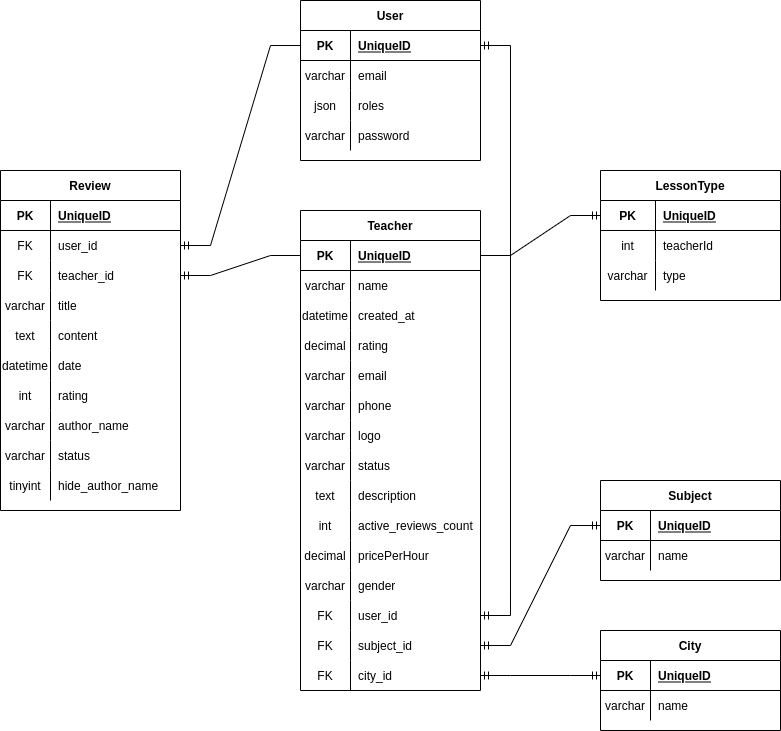 User
PK UniqueID
varchar email
json roles
varchar password
Review
PK UniqueID
FK user_id
FK teacher_id
varchar title
text content
datetime date
int rating
varchar author_name
varchar status
tinyint hide_author_name
Teacher
PK UniqueID
varchar name
datetime created_at
decimal rating
varchar email
varchar phone
varchar logo
varchar status
text description
int active_reviews_count
decimal pricePerHour
varchar gender
FK user_id
FK subject_id
FK city_id
LessonType
PK UniqueID
int teacherId
varchar type
Subject
PK UniqueID
varchar name
City
PK UniqueID
varchar name